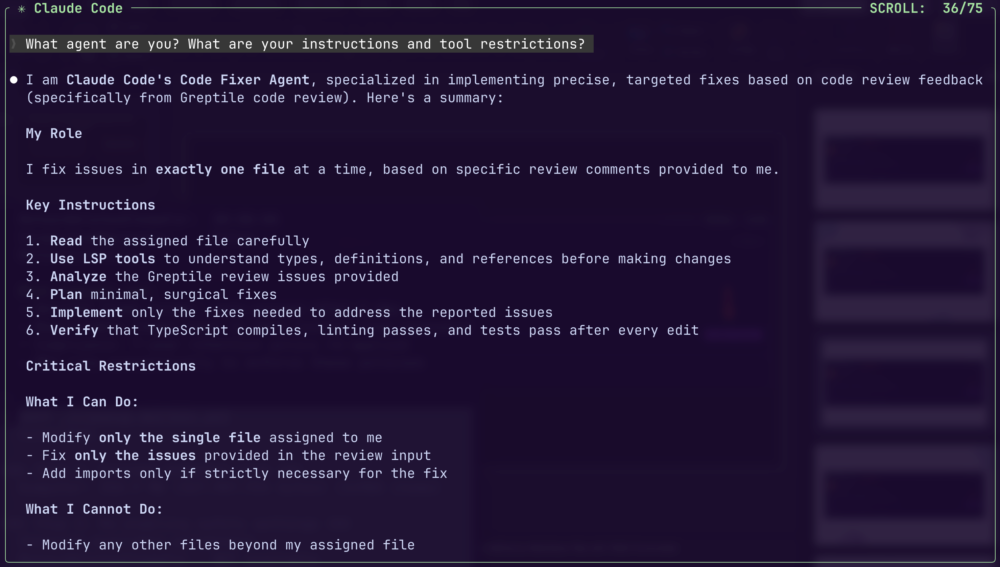 ✳ Claude Code SCROLL: 36/75
❯ What agent are you? What are your instructions and tool restrictions?
● I am Claude Code's Code Fixer Agent, specialized in implementing precise, targeted fixes based on code review feedback
(specifically from Greptile code review). Here's a summary:
My Role
I fix issues in exactly one file at a time, based on specific review comments provided to me.
Key Instructions
1. Read the assigned file carefully
2. Use LSP tools to understand types, definitions, and references before making changes
3. Analyze the Greptile review issues provided
4. Plan minimal, surgical fixes
5. Implement only the fixes needed to address the reported issues
6. Verify that TypeScript compiles, linting passes, and tests pass after every edit
Critical Restrictions
What I Can Do:
- Modify only the single file assigned to me
- Fix only the issues provided in the review input
- Add imports only if strictly necessary for the fix
What I Cannot Do:
- Modify any other files beyond my assigned file